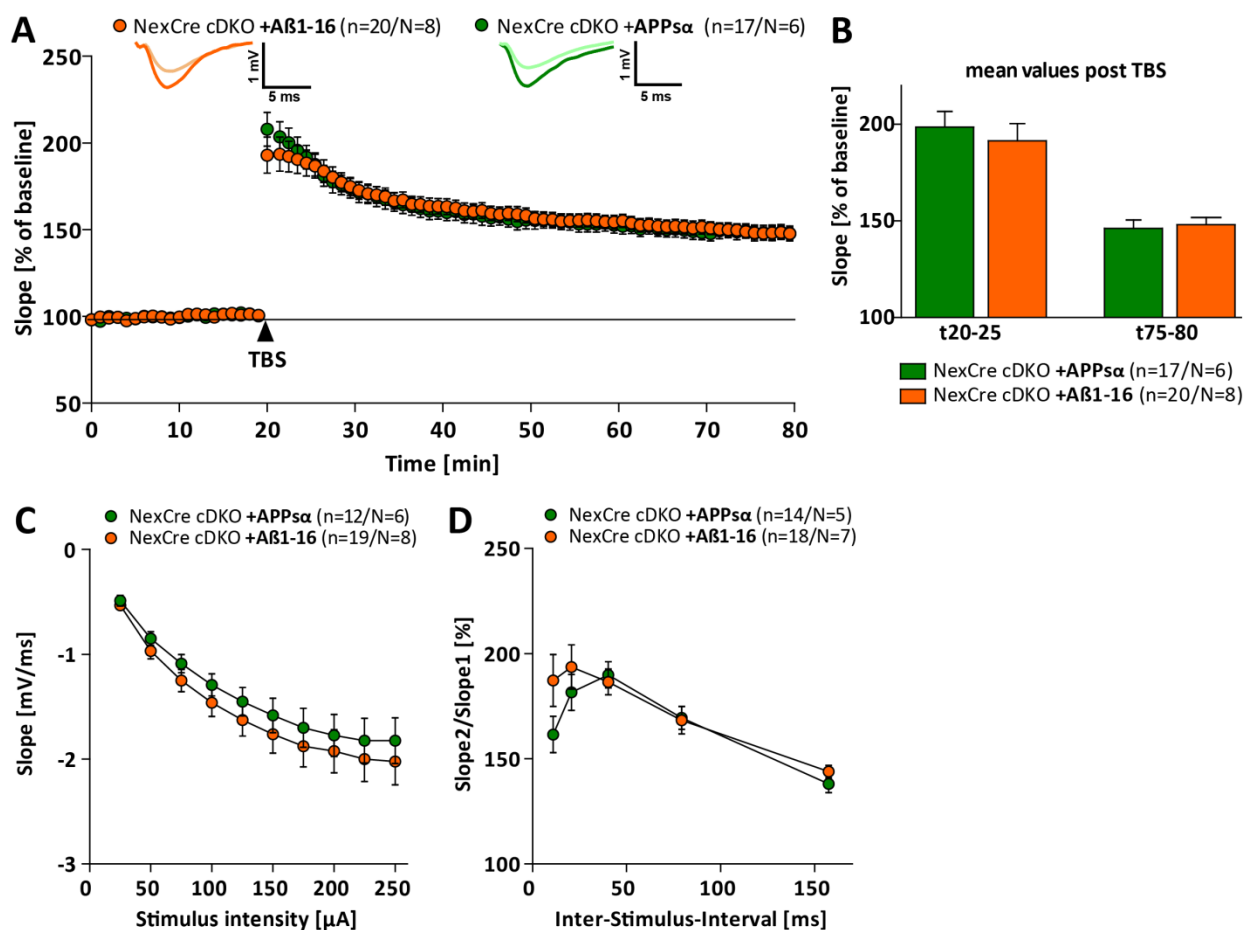 A
NexCre cDKO +Aß1-16 (n=20/N=8)
NexCre cDKO +APPsα (n=17/N=6)
1 mV
5 ms
1 mV
5 ms
Slope [% of baseline]
250
200
150
100
50
TBS
0
10
20
30
40
50
60
70
80
Time [min]
B
mean values post TBS
Slope [% of baseline]
200
150
100
t20-25
t75-80
NexCre cDKO +APPsα (n=17/N=6)
NexCre cDKO +Aß1-16 (n=20/N=8)
C
NexCre cDKO +APPsα (n=12/N=6)
NexCre cDKO +Aß1-16 (n=19/N=8)
Slope [mV/ms]
0
-1
-2
-3
0
50
100
150
200
250
Stimulus intensity [µA]
D
NexCre cDKO +APPsα (n=14/N=5)
NexCre cDKO +Aß1-16 (n=18/N=7)
Slope2/Slope1 [%]
250
200
150
100
0
50
100
150
Inter-Stimulus-Interval [ms]